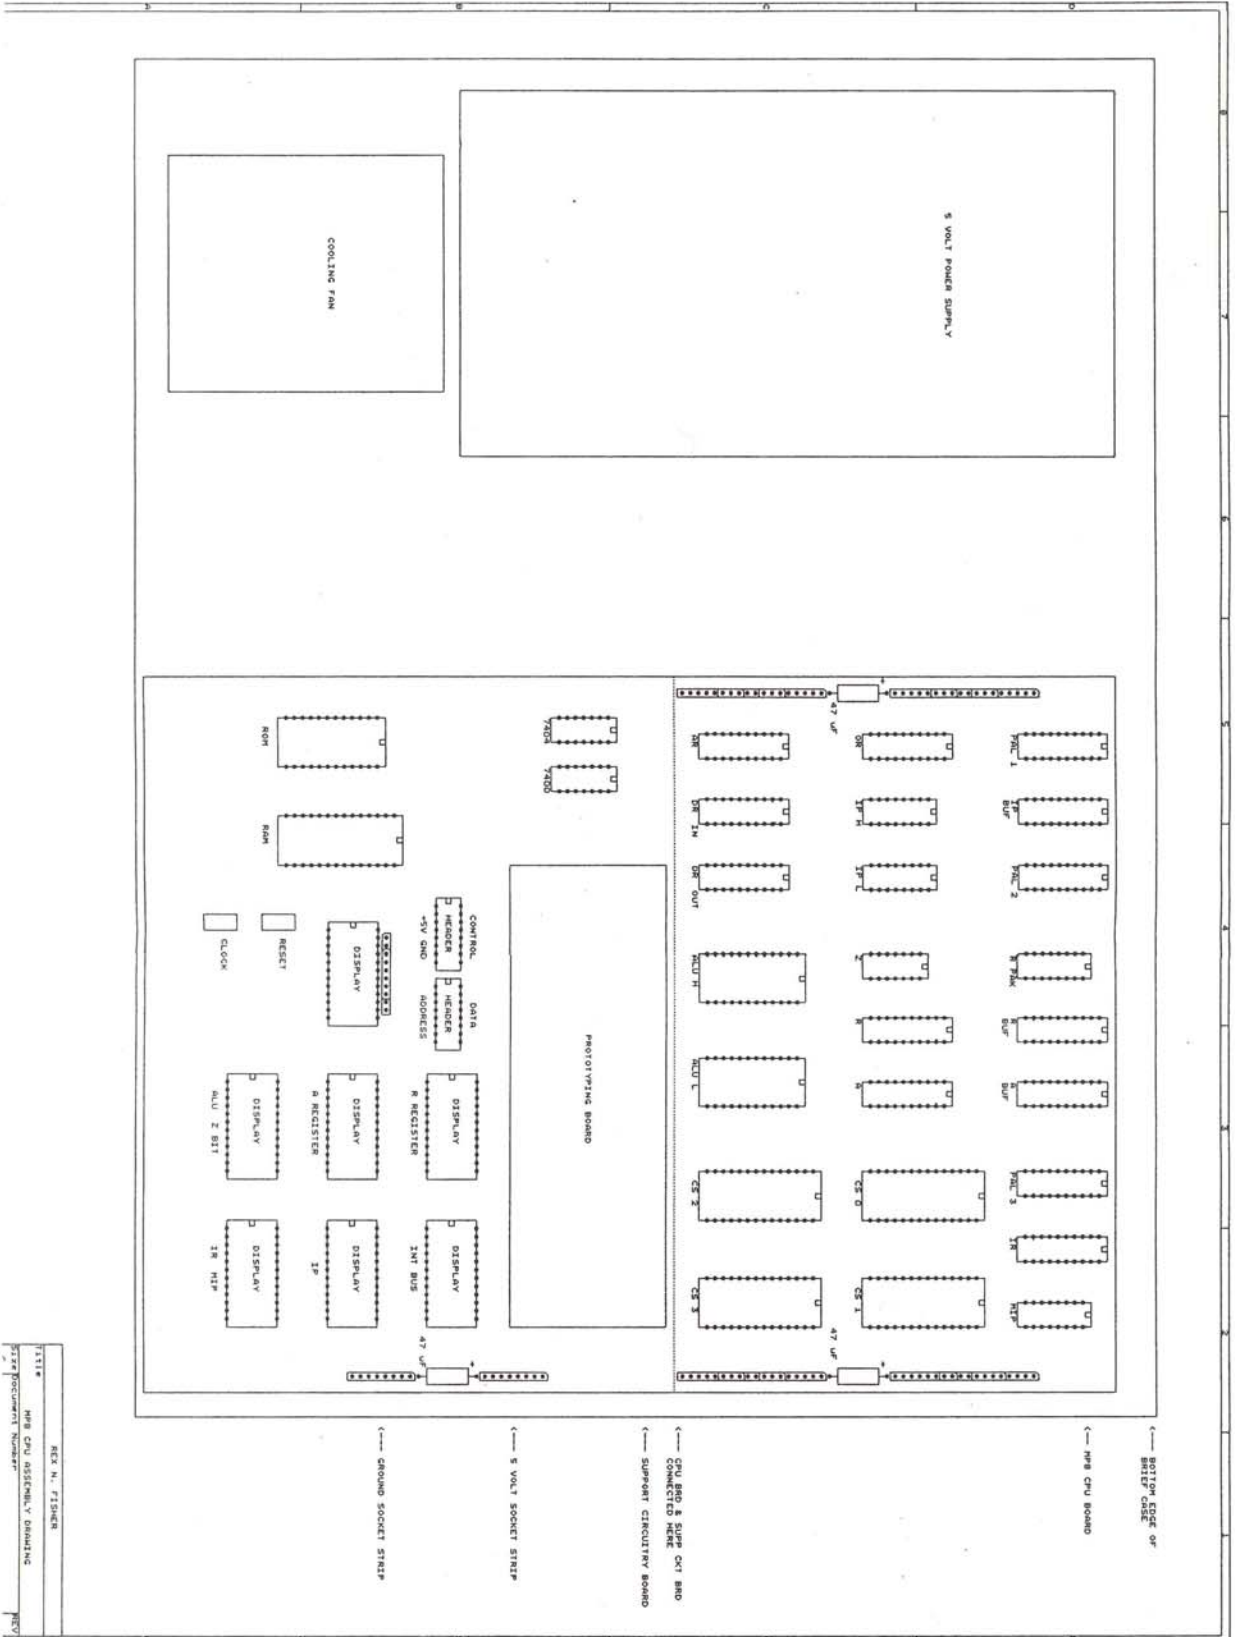 D
C
B
A
8
7
6
5
4
3
2
5 VOLT POWER SUPPLY
COOLING FAN
<--- BOTTOM EDGE OF
BRIEF CASE
<--- MP8 CPU BOARD
PAL 1
IP
BUF
PAL 2
R PAK
R
BUF
A
BUF
PAL 3
IR
MIP
47 uF
+
OR
IP H
IP L
Z
R
A
CS 0
CS 1
47 uF
+
AR
DR IN
DR OUT
ALU H
ALU L
CS 2
CS 3
<--- CPU BRD & SUPP CKT BRD
CONNECTED HERE
<--- SUPPORT CIRCUITRY BOARD
PROTOTYPING BOARD
7404
7400
<--- 5 VOLT SOCKET STRIP
CONTROL
HEADER
+5V GND
DATA
HEADER
ADDRESS
DISPLAY
R REGISTER
DISPLAY
INT BUS
47 uF
+
<--- GROUND SOCKET STRIP
DISPLAY
DISPLAY
A REGISTER
DISPLAY
IP
ROM
RAM
RESET
CLOCK
DISPLAY
ALU Z BIT
DISPLAY
IR MIP
REX N. FISHER
Title
MP8 CPU ASSEMBLY DRAWING
Size Document Number
REV